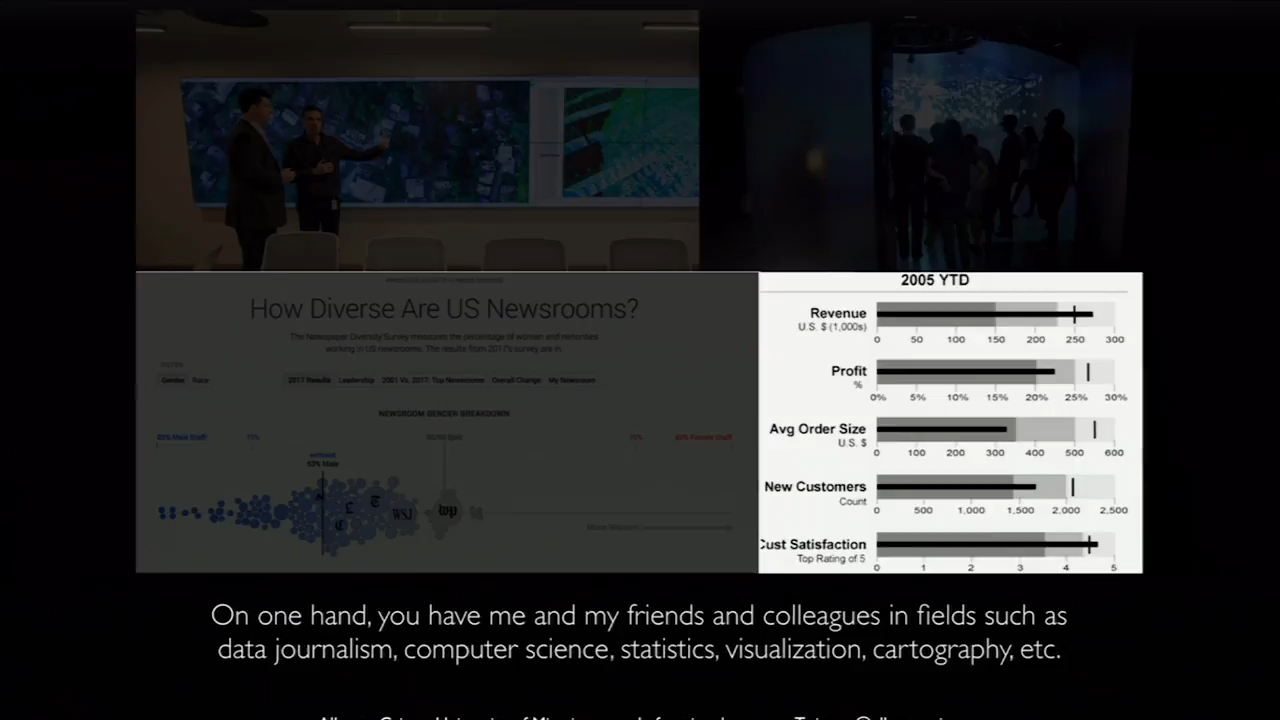 How Diverse Are US Newsrooms?
The Newspaper Diversity Survey measures the percentage of women and minorities
working in US newsrooms. The results from 2017's survey are in.
FILTER
Gender Race 2017 Results Leadership 2001 Vs. 2017: Top Newsrooms Overall Change My Newsroom
NEWSROOM GENDER BREAKDOWN
63% Male
T
WSJ
wp
2005 YTD
Revenue
U.S. $ (1,000s)
0 50 100 150 200 250 300
Profit
%
0% 5% 10% 15% 20% 25% 30%
Avg Order Size
U.S. $
0 100 200 300 400 500 600
New Customers
Count
0 500 1,000 1,500 2,000 2,500
Cust Satisfaction
Top Rating of 5
0 1 2 3 4 5
On one hand, you have me and my friends and colleagues in fields such as
data journalism, computer science, statistics, visualization, cartography, etc.